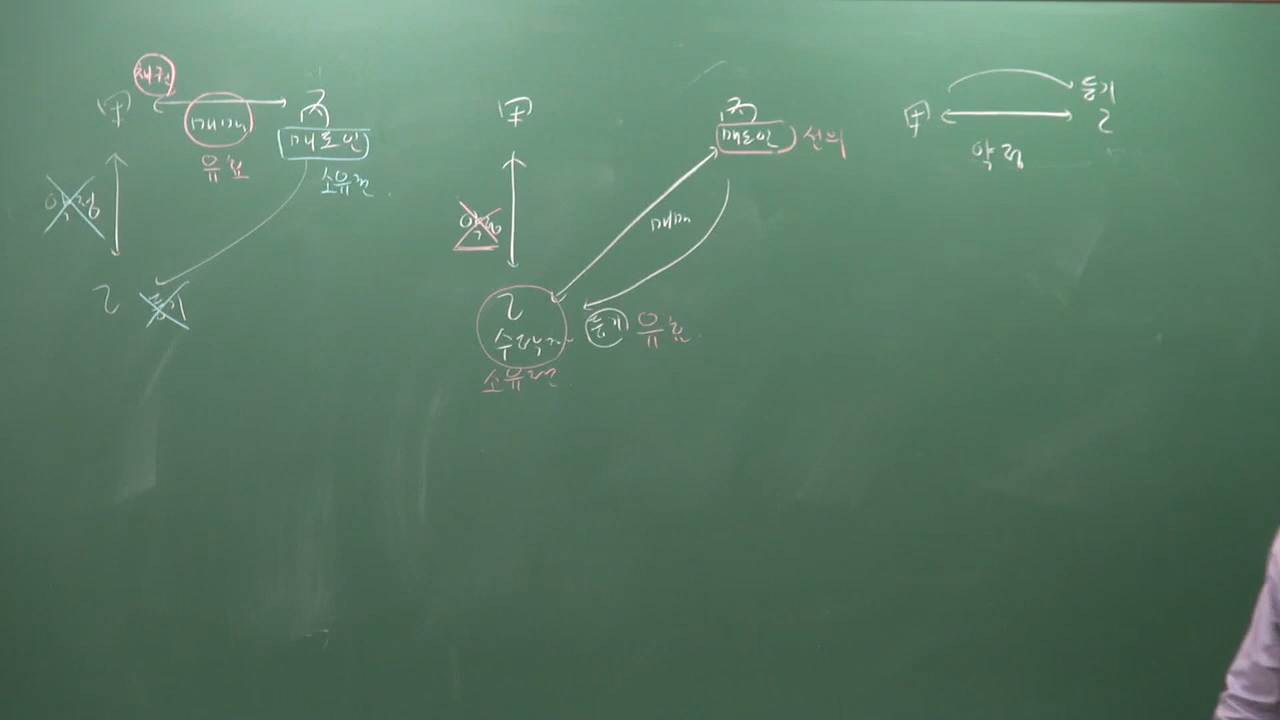 채권
甲
매매
유효
丙
매도인
소유권
약정
乙
등기
甲
약정
乙
수탁자
소유권
등기
유효
매매
丙
매도인
선의
甲
약정
등기
乙